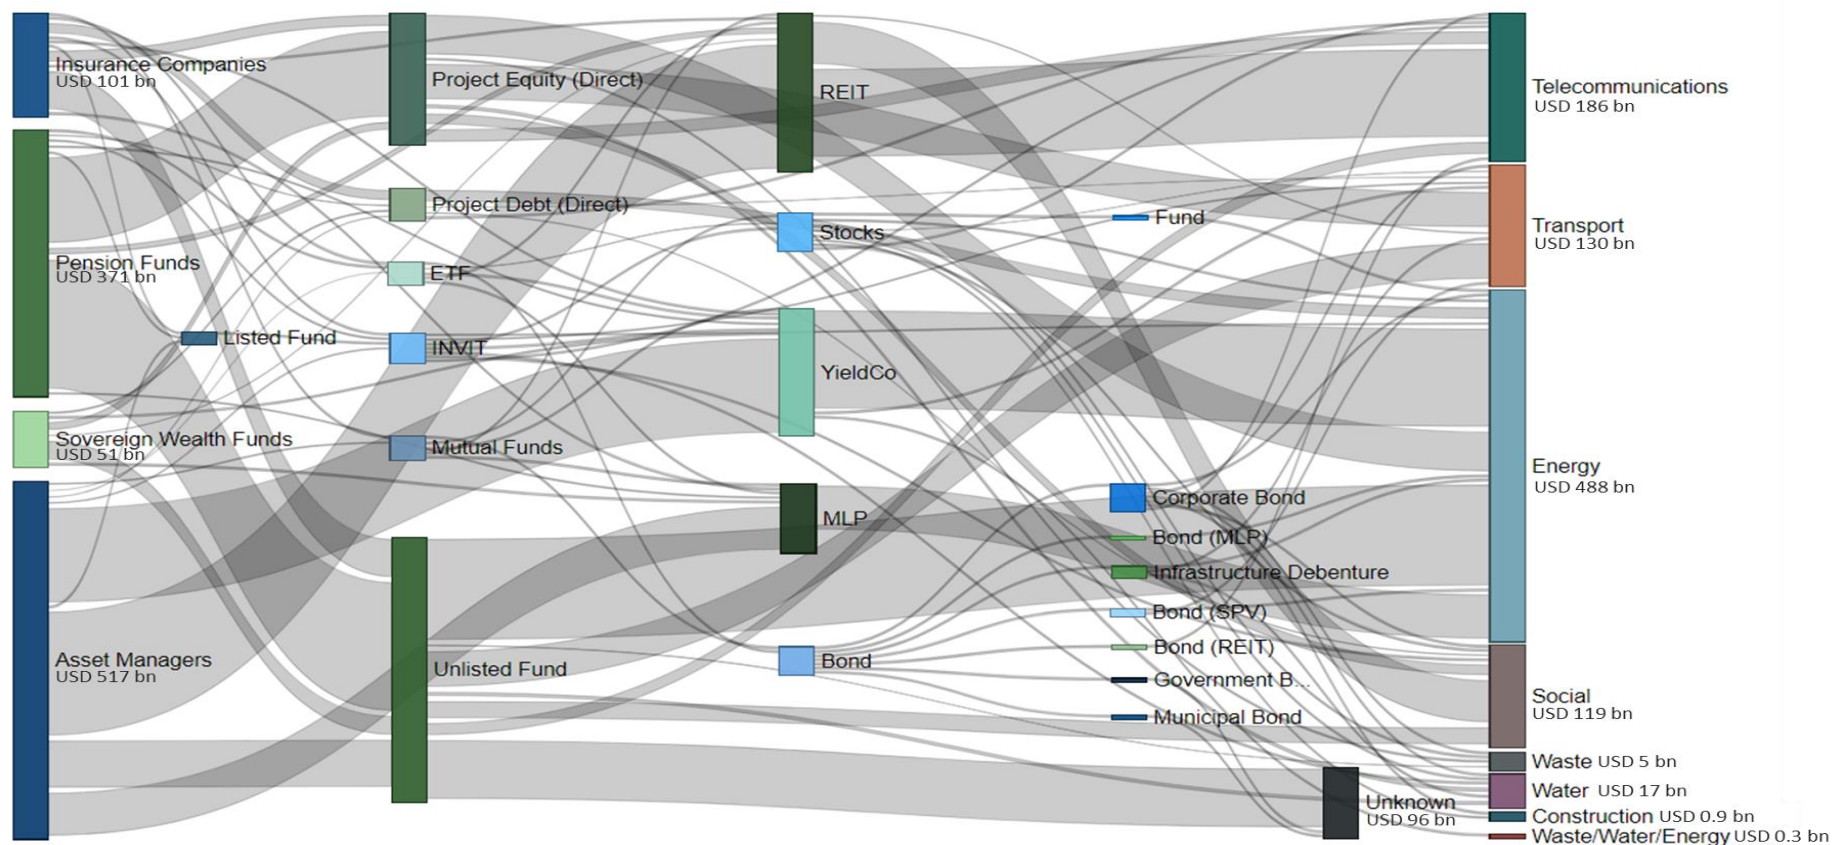 Insurance Companies
USD 101 bn
Pension Funds
USD 371 bn
Sovereign Wealth Funds
USD 51 bn
Asset Managers
USD 517 bn
Listed Fund
Project Equity (Direct)
Project Debt (Direct)
ETF
INVIT
Mutual Funds
Unlisted Fund
REIT
Stocks
YieldCo
MLP
Bond
Fund
Corporate Bond
Bond (MLP)
Infrastructure Debenture
Bond (SPV)
Bond (REIT)
Government B...
Municipal Bond
Unknown
USD 96 bn
Telecommunications
USD 186 bn
Transport
USD 130 bn
Energy
USD 488 bn
Social
USD 119 bn
Waste USD 5 bn
Water USD 17 bn
Construction USD 0.9 bn
Waste/Water/Energy USD 0.3 bn